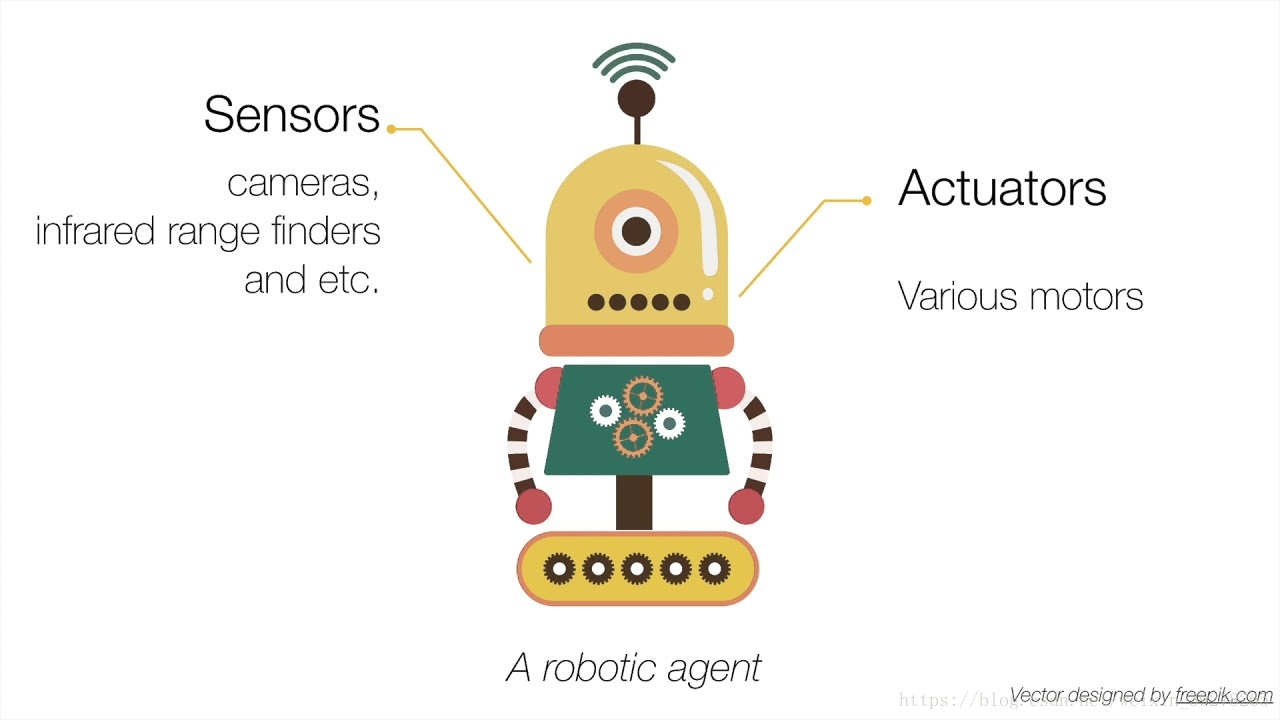 Sensors
cameras,
infrared range finders
and etc.
Actuators
Various motors
A robotic agent
Vector designed by freepik.com